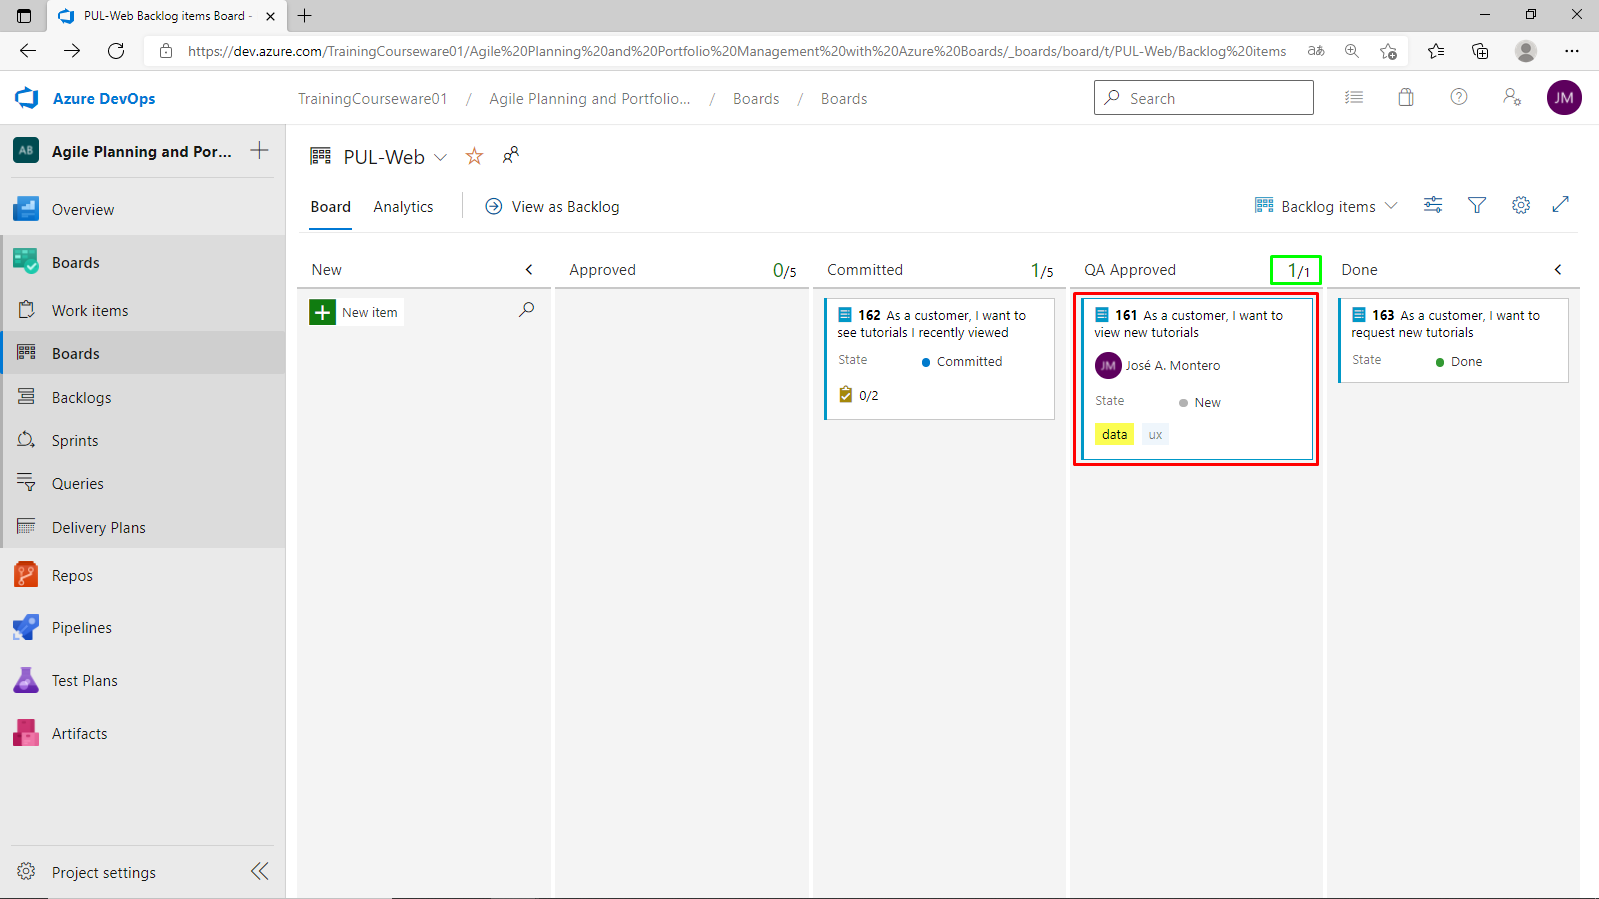 PUL-Web Backlog items Board -
https://dev.azure.com/TrainingCourseware01/Agile%20Planning%20and%20Portfolio%20Management%20with%20Azure%20Boards/_boards/board/t/PUL-Web/Backlog%20items
aあ
Azure DevOps
TrainingCourseware01 / Agile Planning and Portfolio... / Boards / Boards
Search
JM
AB Agile Planning and Por...
Overview
Boards
Work items
Boards
Backlogs
Sprints
Queries
Delivery Plans
Repos
Pipelines
Test Plans
Artifacts
Project settings
PUL-Web
Board Analytics View as Backlog
Backlog items
New
New item
Approved 0/5
Committed 1/5
162 As a customer, I want to
see tutorials I recently viewed
State Committed
0/2
QA Approved 1/1
161 As a customer, I want to
view new tutorials
JM José A. Montero
State New
data ux
Done
163 As a customer, I want to
request new tutorials
State Done